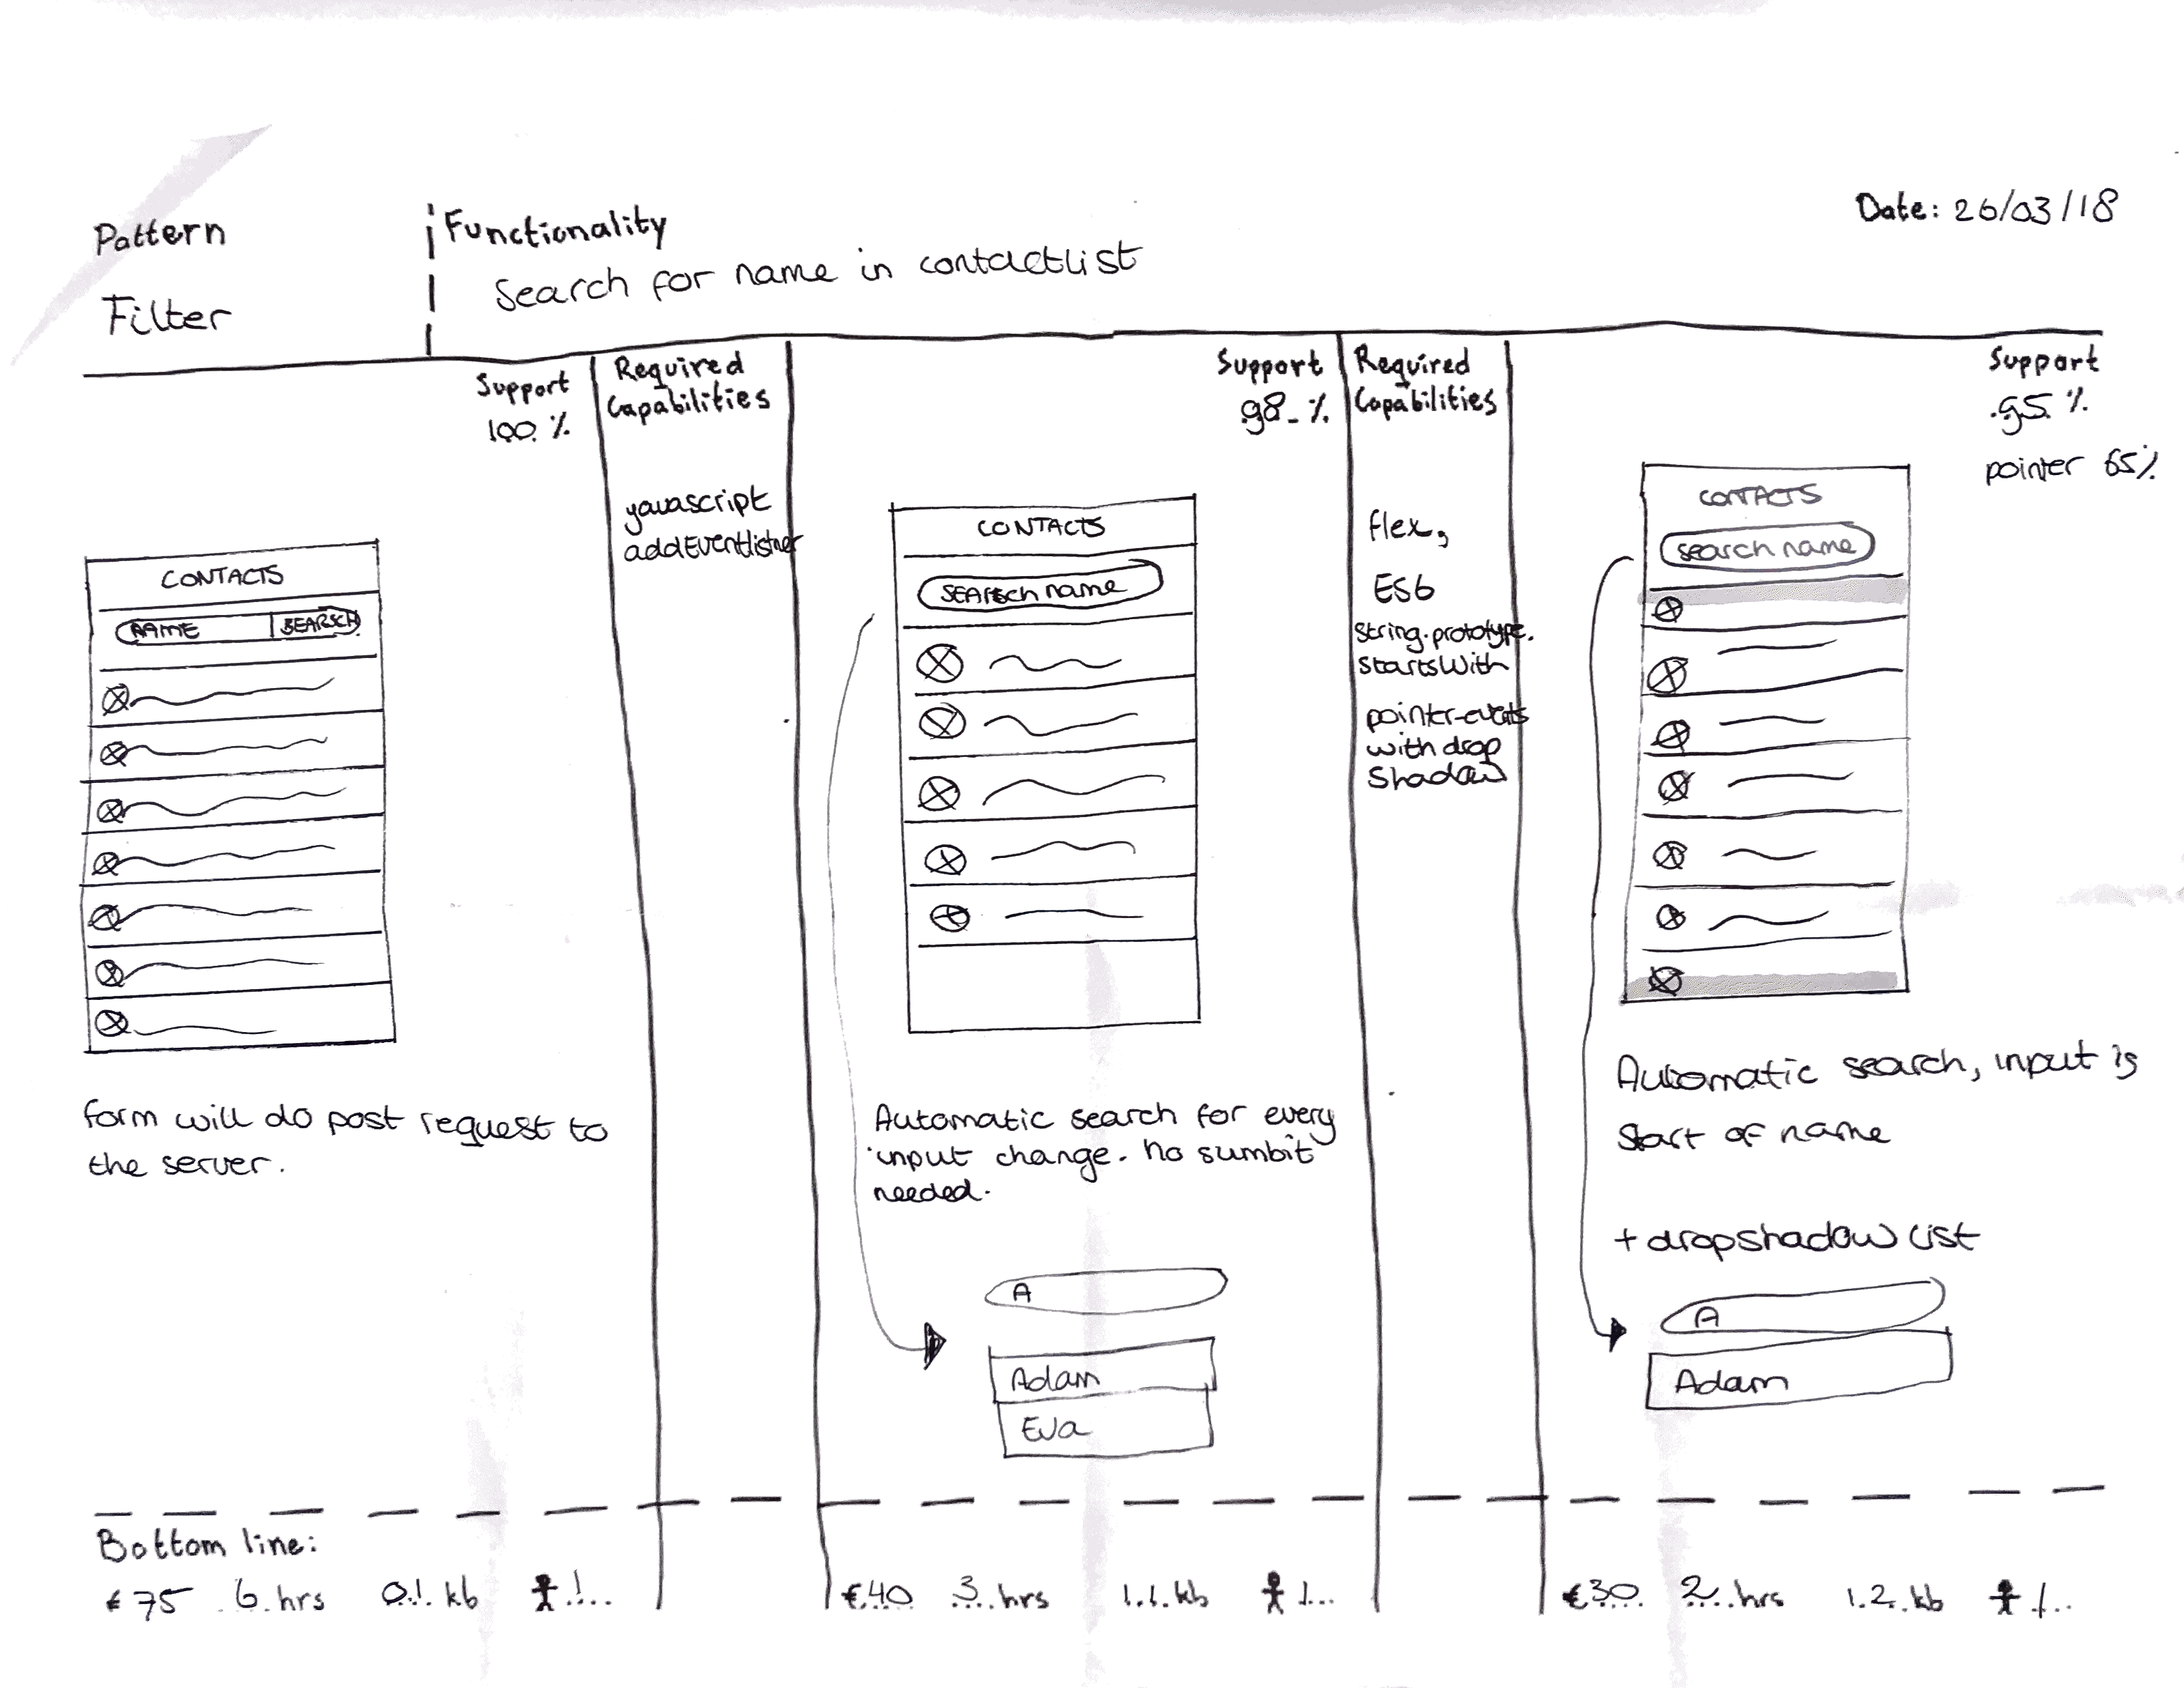 Pattern
Filter
Functionality
Search for name in contactlist
Date: 26/03/18
Support
100 %
CONTACTS
NAME SEARSCH
form will do post request to
the server.
Required
Capabilities
yavascript
addEventlistner
Support
98 %
CONTACTS
SEARSch name
Automatic search for every
input change. No sumbit
needed.
A
Adam
Eva
Required
Capabilities
flex,
ES6
String.prototype.
startsWith
pointer-events
with drop
shadow
Support
95 %
pointer 65%
CONTACTS
search name
Automatic search, input is
start of name
+ dropshadow list
A
Adam
Bottom line:
€ 75 6 hrs 0.1 kb 1
€ 40 3 hrs 1.1 kb 1
€ 30 2 hrs 1.2 kb 1